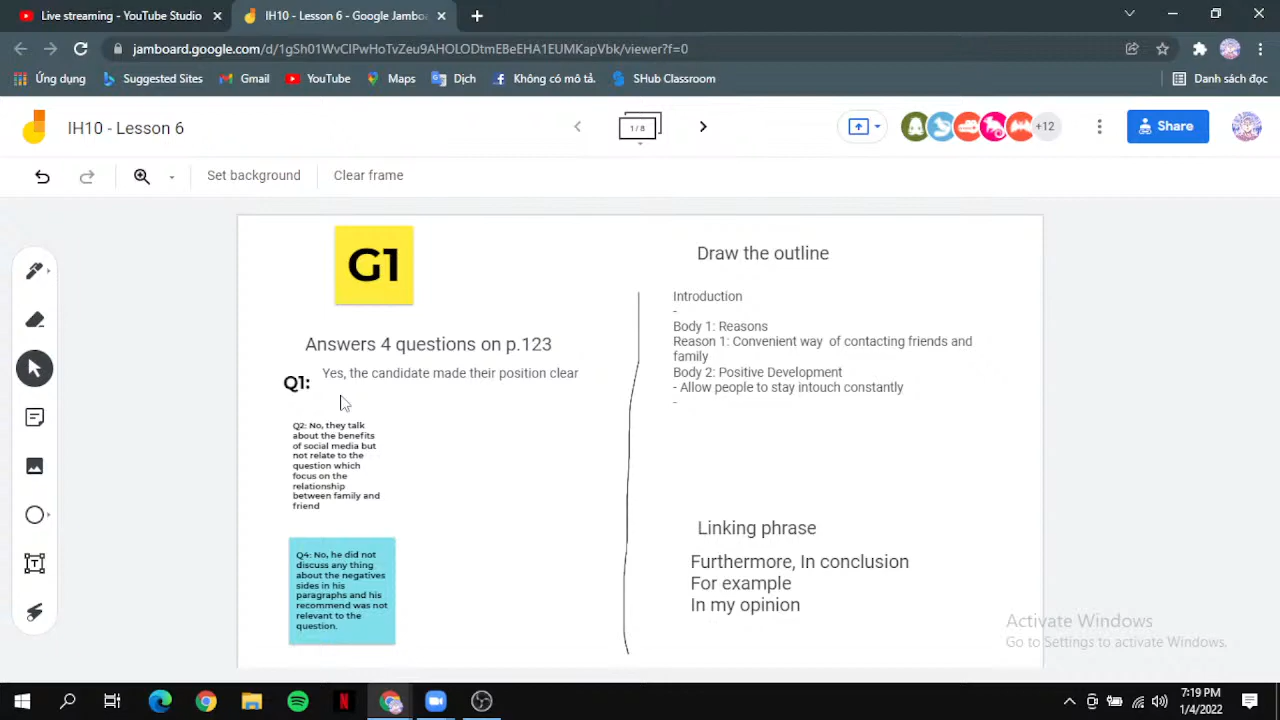 Live streaming - YouTube Studio
IH10 - Lesson 6 - Google Jambo
jamboard.google.com/d/1gSh01WvClPwHoTvZeu9AHOLODtmEBeEHA1EUMKapVbk/viewer?f=0
Ứng dụng
Suggested Sites
Gmail
YouTube
Maps
Dịch
Không có mô tả.
SHub Classroom
Danh sách đọc
IH10 - Lesson 6
1 / 8
+12
Share
Set background
Clear frame
G1
Answers 4 questions on p.123
Q1:
Yes, the candidate made their position clear
Q2: No, they talk
about the benefits
of social media but
not relate to the
question which
focus on the
relationship
between family and
friend
Q4: No, he did not
discuss any thing
about the negatives
sides in his
paragraphs and his
recommend was not
relevant to the
question.
Draw the outline
Introduction
-
Body 1: Reasons
Reason 1: Convenient way of contacting friends and
family
Body 2: Positive Development
- Allow people to stay intouch constantly
-
Linking phrase
Furthermore, In conclusion
For example
In my opinion
Activate Windows
Go to Settings to activate Windows.
7:19 PM
1/4/2022